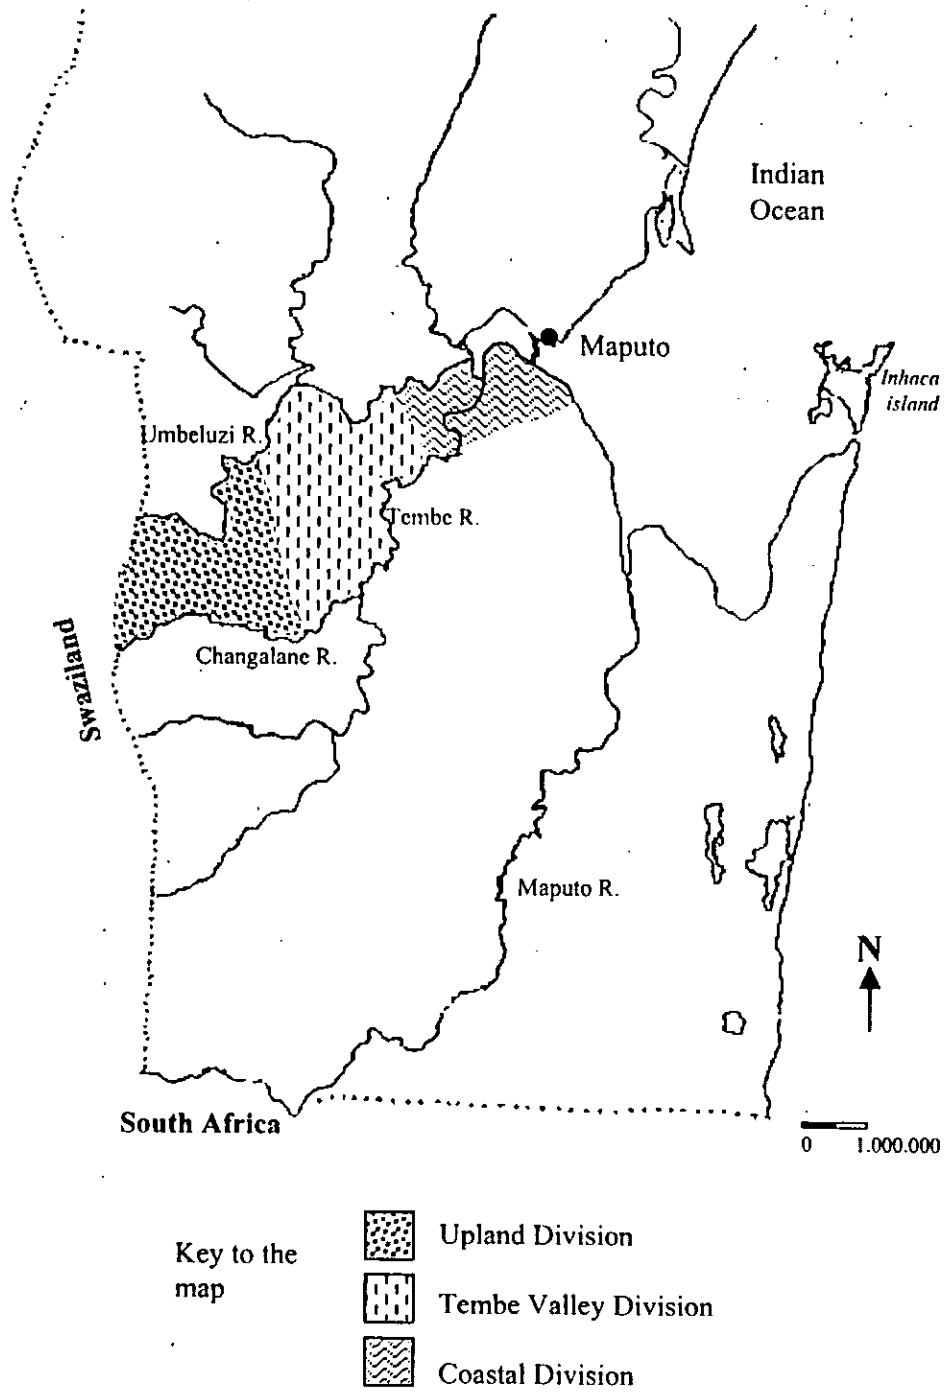 Indian
Ocean
Maputo
Inhaca
island
Umbeluzi R.
Tembe R.
Changalane R.
Swaziland
Maputo R.
N
South Africa
0 1.000.000
Key to the
map
Upland Division
Tembe Valley Division
Coastal Division